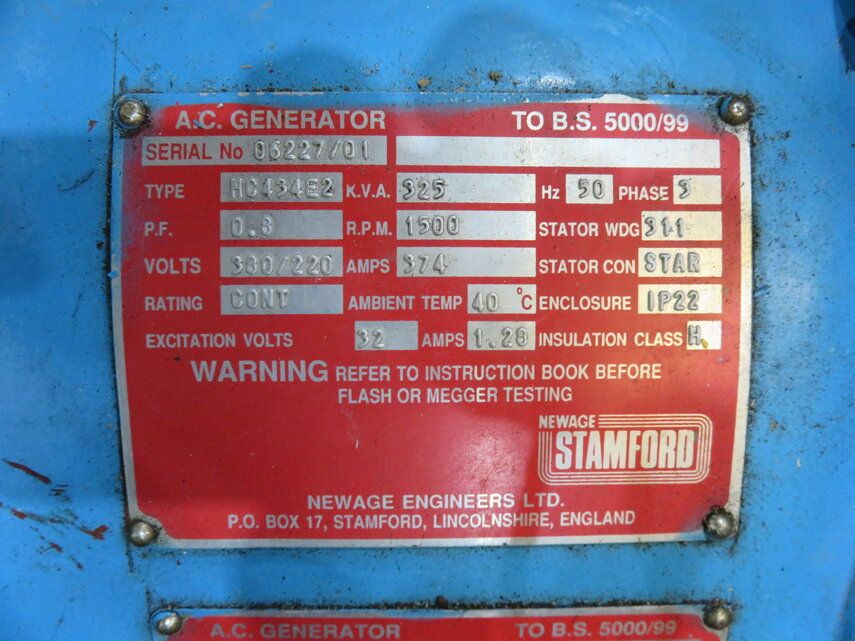 A.C. GENERATOR TO B.S. 5000/99
SERIAL No 06227/01
TYPE HC434E2 K.V.A. 325 Hz 50 PHASE 3
P.F. 0.8 R.P.M. 1500 STATOR WDG 311
VOLTS 380/220 AMPS 374 STATOR CON STAR
RATING CONT AMBIENT TEMP 40 °C ENCLOSURE IP22
EXCITATION VOLTS 32 AMPS 1.20 INSULATION CLASS H
WARNING REFER TO INSTRUCTION BOOK BEFORE
FLASH OR MEGGER TESTING
NEWAGE
STAMFORD
NEWAGE ENGINEERS LTD.
P.O. BOX 17, STAMFORD, LINCOLNSHIRE, ENGLAND
A.C. GENERATOR TO B.S. 5000/99